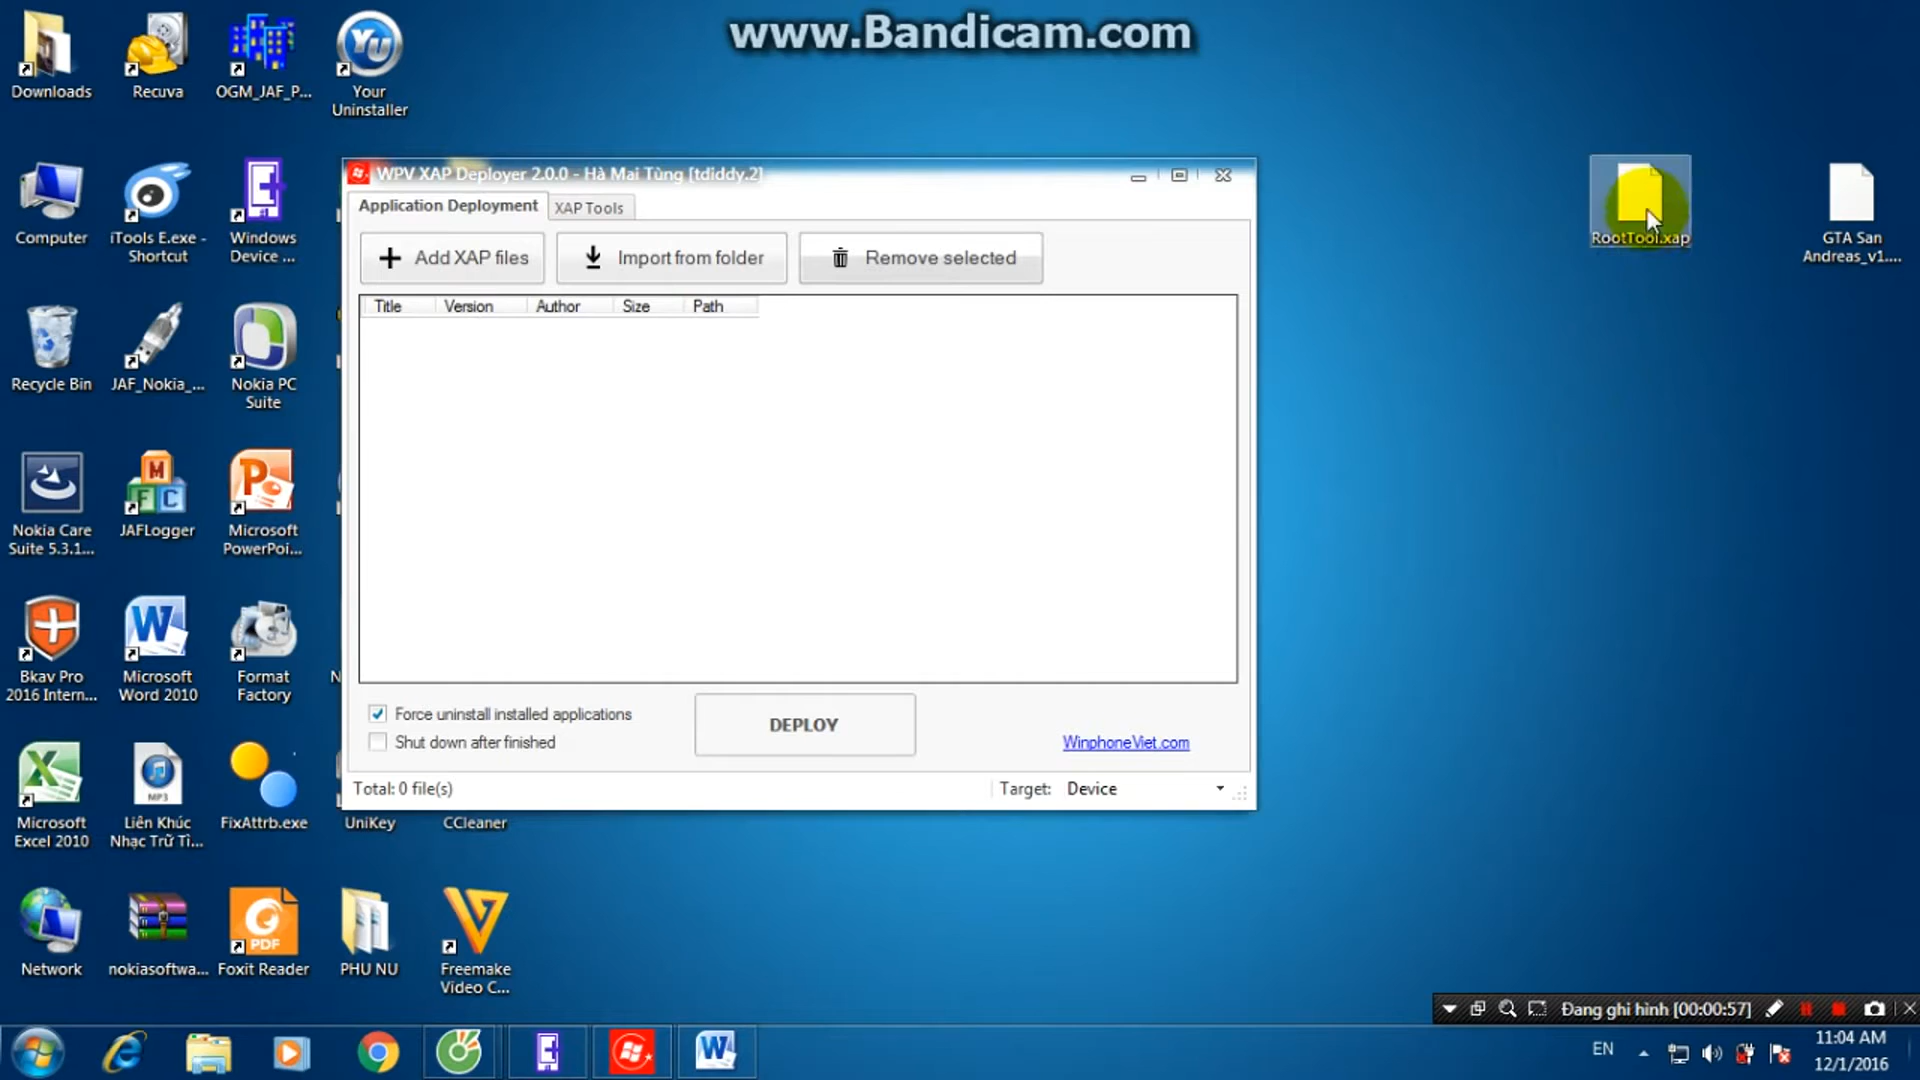 www.Bandicam.com
Downloads
Recuva
OGM_JAF_P...
Your
Uninstaller
Computer
iTools E.exe -
Shortcut
Windows
Device ...
Recycle Bin
JAF_Nokia_...
Nokia PC
Suite
Nokia Care
Suite 5.3.1...
JAFLogger
Microsoft
PowerPoi...
Bkav Pro
2016 Intern...
Microsoft
Word 2010
Format
Factory
Microsoft
Excel 2010
MP3
Liên Khúc
Nhạc Trữ Tì...
FixAttrb.exe
UniKey
CCleaner
Network
nokiasoftwa...
PDF
Foxit Reader
PHU NU
Freemake
Video C...
RootTool.xap
GTA San
Andreas_v1....
WPV XAP Deployer 2.0.0 - Hà Mai Tùng [tdiddy.2]
Application Deployment
XAP Tools
Add XAP files
Import from folder
Remove selected
Title Version Author Size Path
Force uninstall installed applications
Shut down after finished
DEPLOY
WinphoneViet.com
Total: 0 file(s)
Target: Device
Đang ghi hình [00:00:57]
EN
11:04 AM
12/1/2016